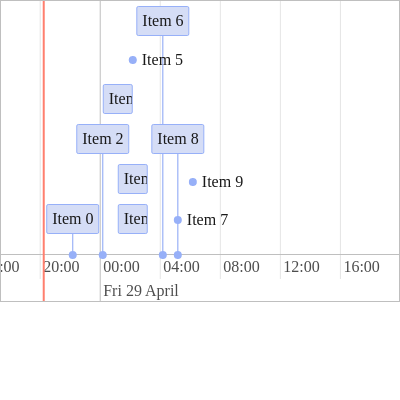 Item 6
Item 5
Item 2
Item 8
Item 9
Item 0
Item 7
:00
20:00
00:00
04:00
08:00
12:00
16:00
Fri 29 April